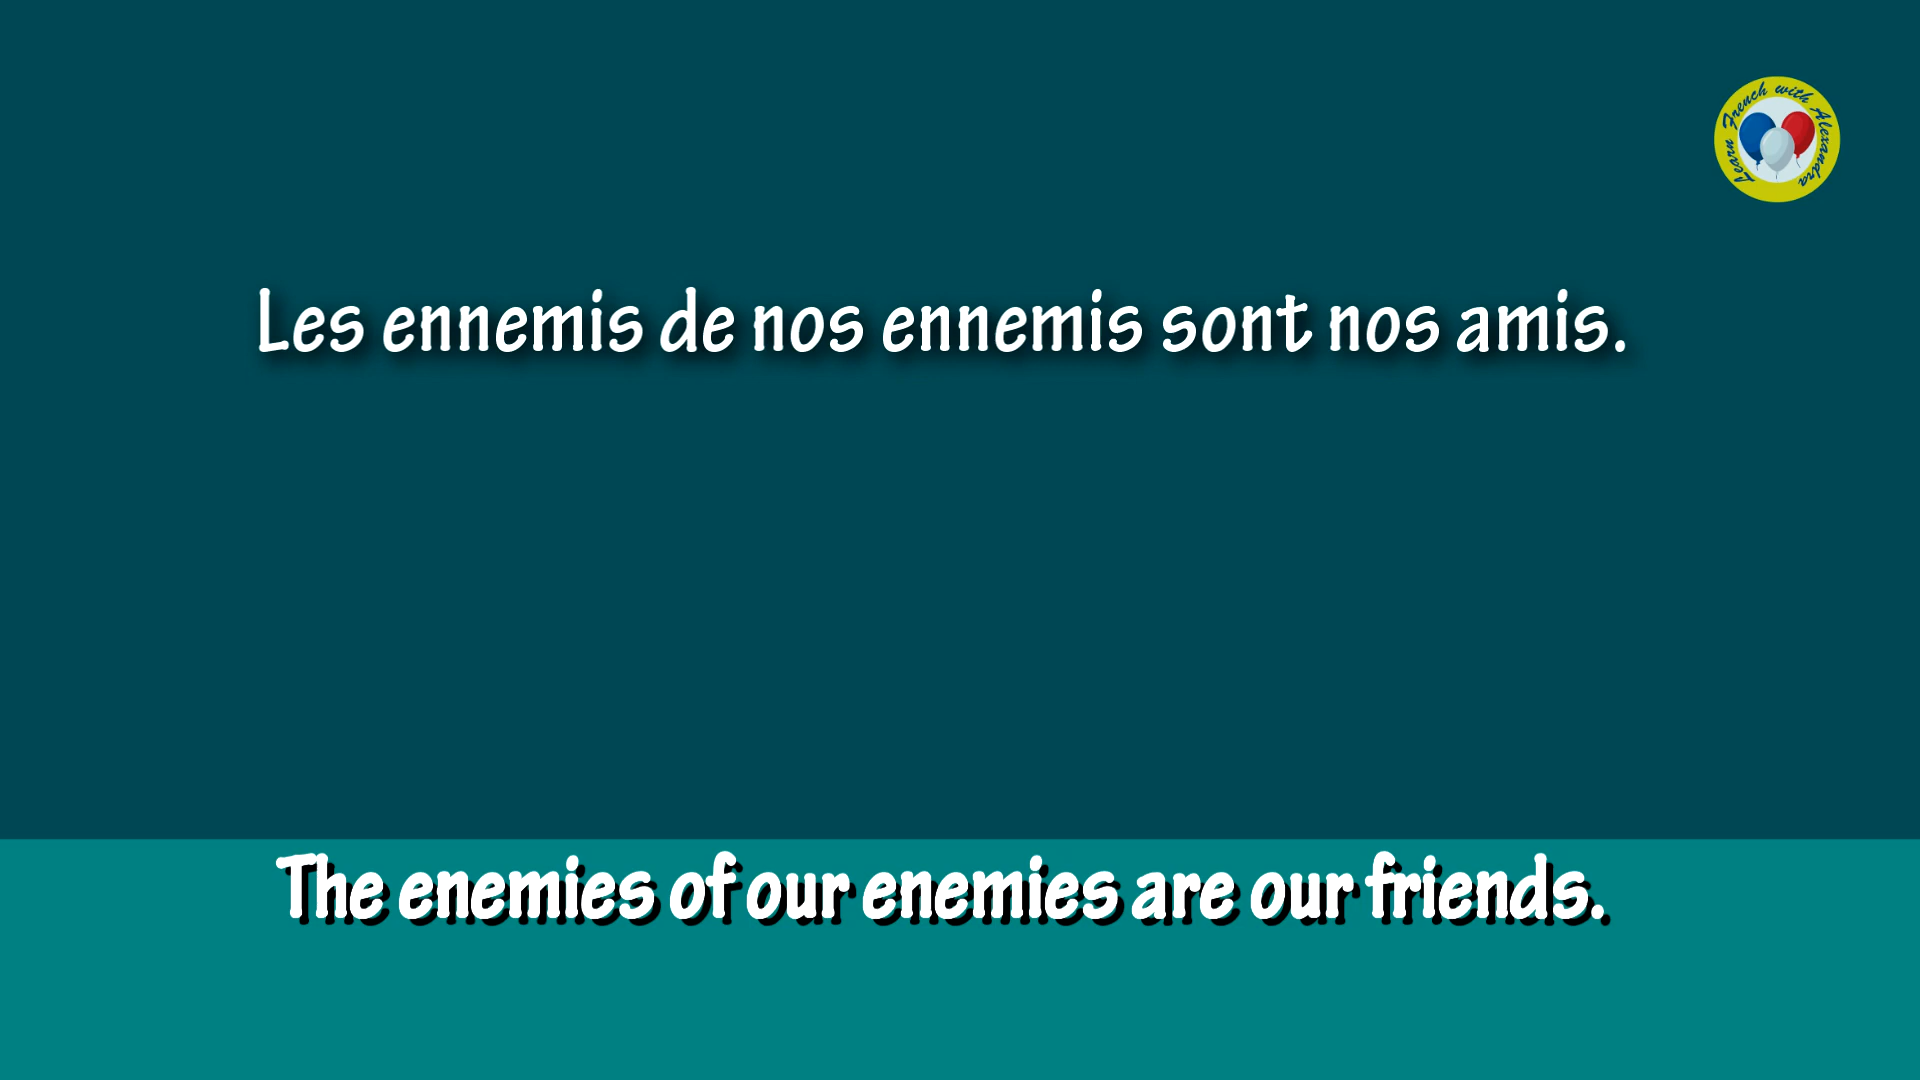 Learn French with Alexandra
Les ennemis de nos ennemis sont nos amis.
The enemies of our enemies are our friends.